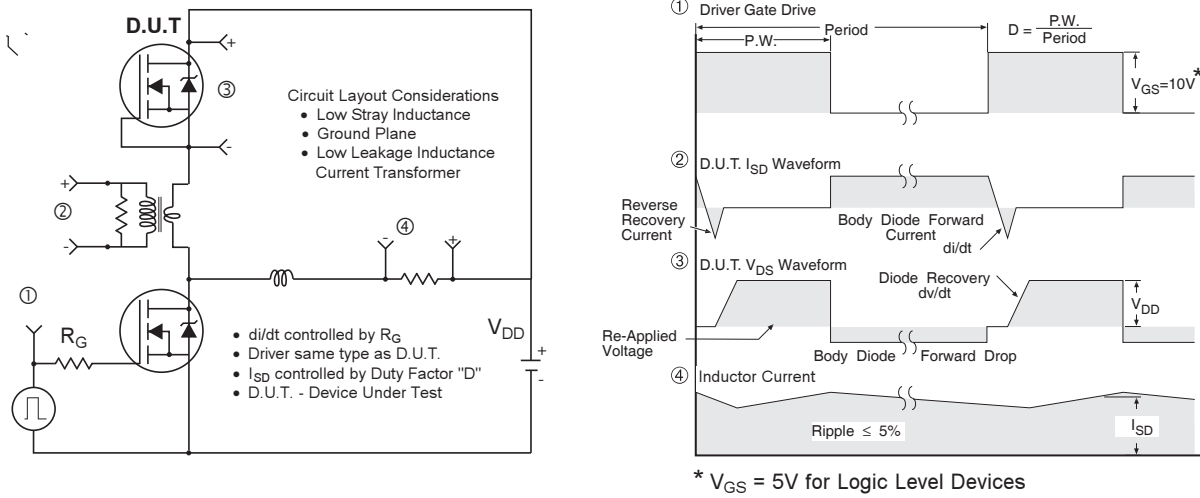 D.U.T
+
③
-
Circuit Layout Considerations
• Low Stray Inductance
• Ground Plane
• Low Leakage Inductance
Current Transformer
+
②
-
④
-
+
①
R_G
• di/dt controlled by R_G
• Driver same type as D.U.T.
• I_SD controlled by Duty Factor "D"
• D.U.T. - Device Under Test
V_DD
+
-
① Driver Gate Drive
P.W.
Period
D = P.W.
Period
V_GS=10V*
② D.U.T. I_SD Waveform
Reverse
Recovery
Current
Body Diode Forward
Current
di/dt
③ D.U.T. V_DS Waveform
Diode Recovery
dv/dt
V_DD
Re-Applied
Voltage
Body Diode Forward Drop
④ Inductor Current
Ripple ≤ 5%
I_SD
* V_GS = 5V for Logic Level Devices